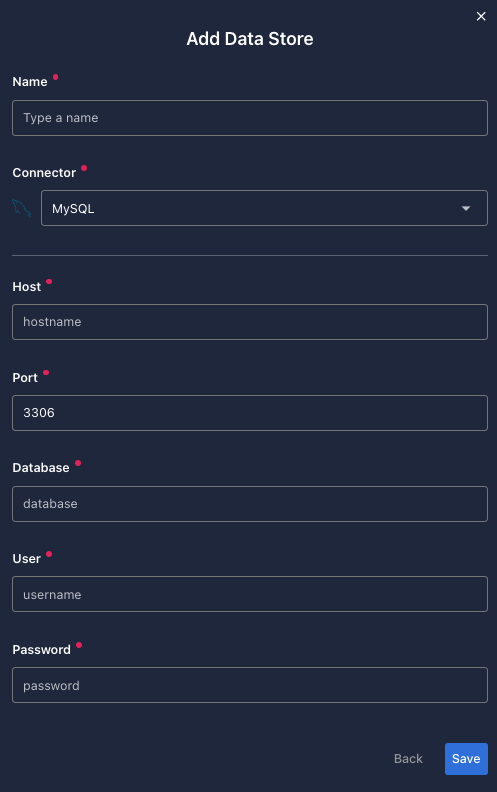 Add Data Store
Name
Type a name
Connector
MySQL
Host
hostname
Port
3306
Database
database
User
username
Password
password
Back Save